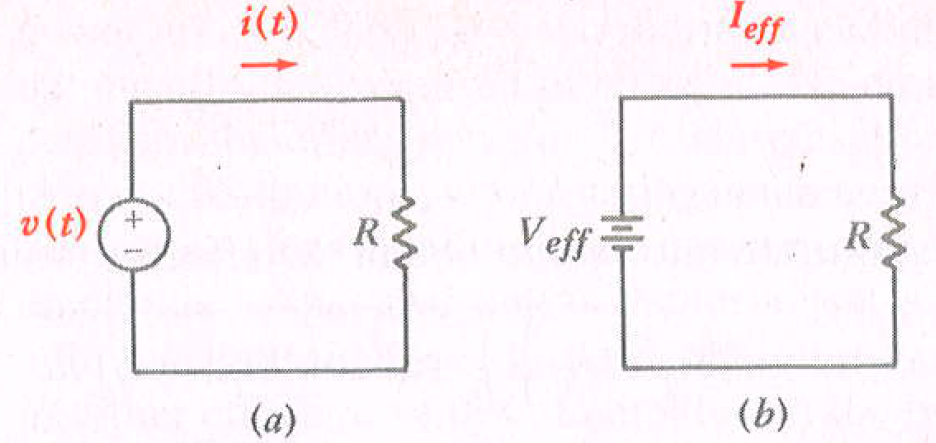 i(t)
I_eff
v(t)
+
−
R
V_eff
R
(a)
(b)